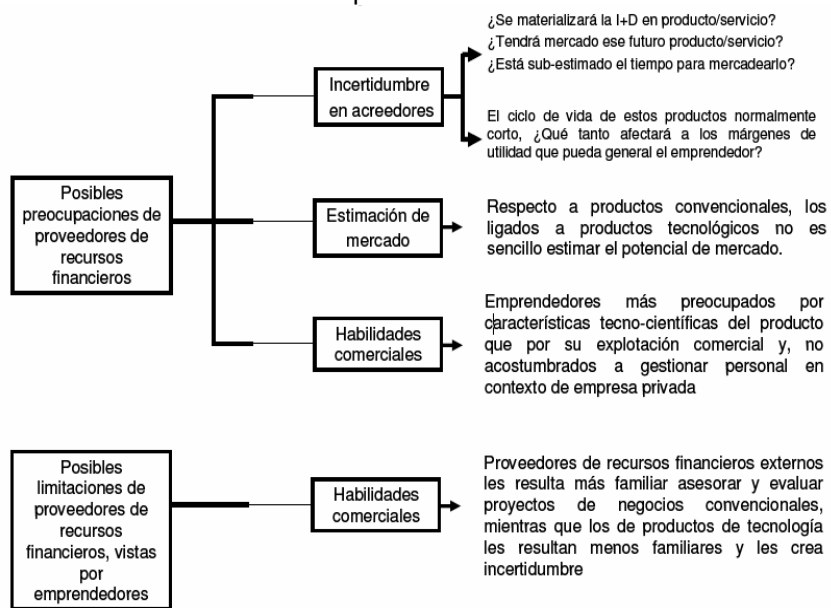 ¿Se materializará la I+D en producto/servicio?
¿Tendrá mercado ese futuro producto/servicio?
¿Está sub-estimado el tiempo para mercadearlo?
Incertidumbre
en acreedores
El ciclo de vida de estos productos normalmente
corto, ¿Qué tanto afectará a los márgenes de
utilidad que pueda general el emprendedor?
Posibles
preocupaciones de
proveedores de
recursos
financieros
Estimación de
mercado
Respecto a productos convencionales, los
ligados a productos tecnológicos no es
sencillo estimar el potencial de mercado.
Habilidades
comerciales
Emprendedores más preocupados por
características tecno-científicas del producto
que por su explotación comercial y, no
acostumbrados a gestionar personal en
contexto de empresa privada
Posibles
limitaciones de
proveedores de
recursos
financieros, vistas
por
emprendedores
Habilidades
comerciales
Proveedores de recursos financieros externos
les resulta más familiar asesorar y evaluar
proyectos de negocios convencionales,
mientras que los de productos de tecnología
les resultan menos familiares y les crea
incertidumbre